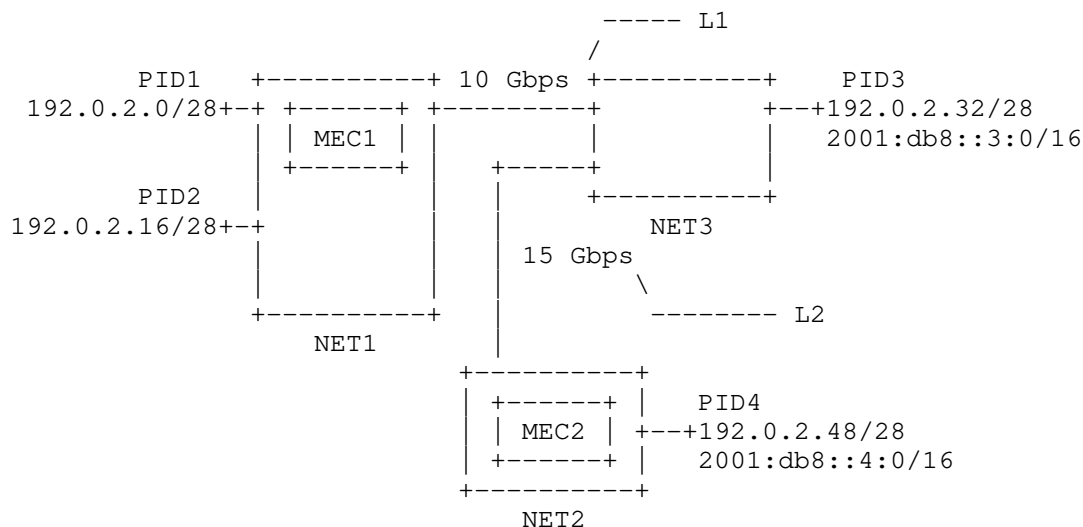 L1
PID1 10 Gbps PID3
192.0.2.0/28 192.0.2.32/28
MEC1 2001:db8::3:0/16
PID2
192.0.2.16/28 NET3
15 Gbps
L2
NET1
PID4
MEC2 192.0.2.48/28
2001:db8::4:0/16
NET2